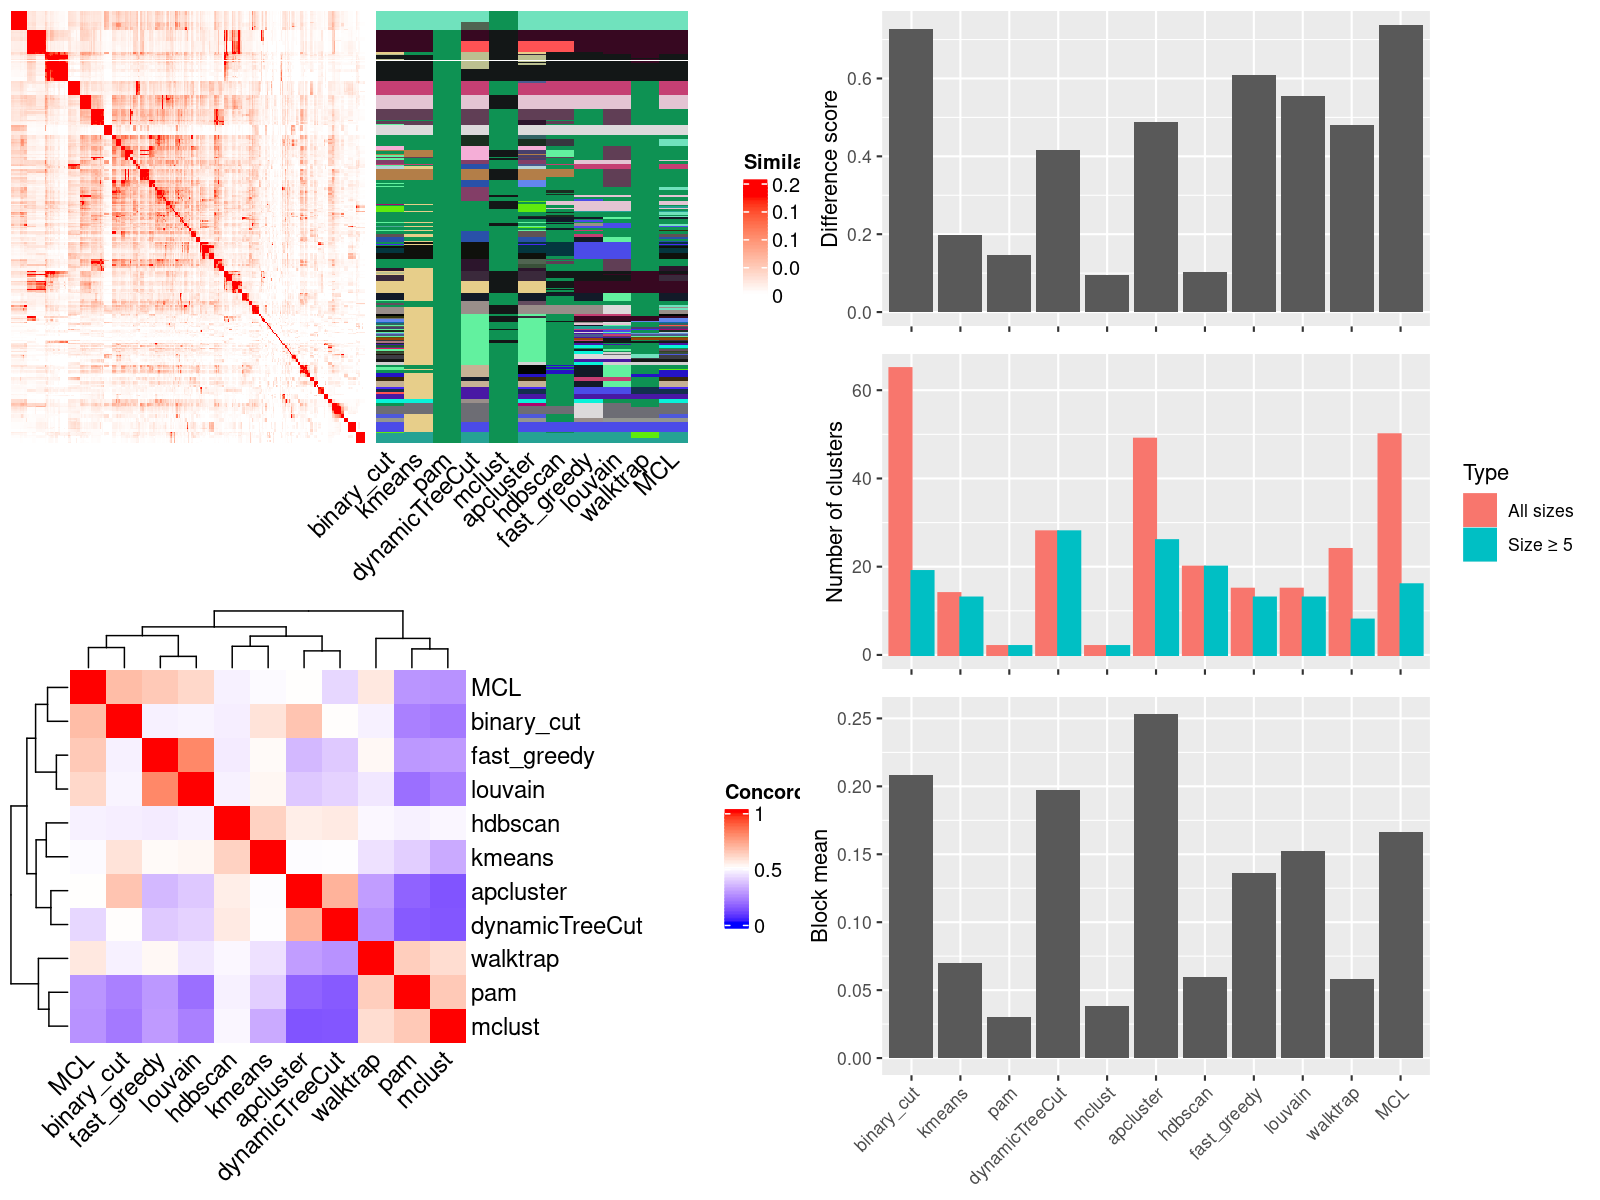 Simila
0.2
0.1
0.1
0.0
0
binary_cut
kmeans
pam
dynamicTreeCut
mclust
apcluster
hdbscan
fast_greedy
louvain
walktrap
MCL
MCL
binary_cut
fast_greedy
louvain
hdbscan
kmeans
apcluster
dynamicTreeCut
walktrap
pam
mclust
MCL
binary_cut
fast_greedy
louvain
hdbscan
kmeans
apcluster
dynamicTreeCut
walktrap
pam
mclust
Concord
1
0.5
0
Difference score
0.6
0.4
0.2
0.0
Number of clusters
60
40
20
0
Type
All sizes
Size ≥ 5
Block mean
0.25
0.20
0.15
0.10
0.05
0.00
binary_cut
kmeans
pam
dynamicTreeCut
mclust
apcluster
hdbscan
fast_greedy
louvain
walktrap
MCL